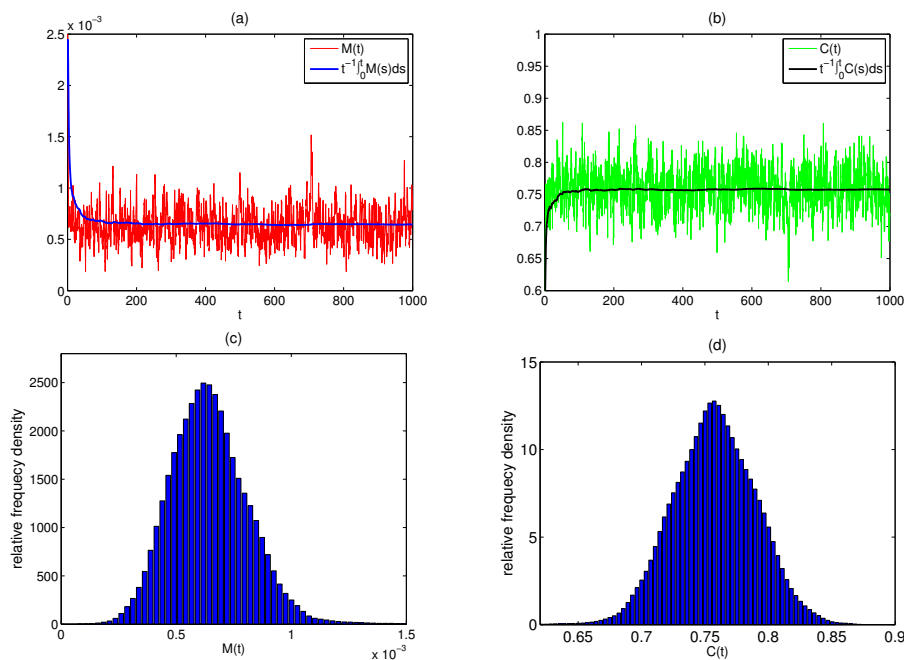 (a)
x 10⁻³
2.5
2
1.5
1
0.5
0
0 200 400 600 800 1000
t
M(t)
t⁻¹∫₀ᵗM(s)ds
(b)
1
0.95
0.9
0.85
0.8
0.75
0.7
0.65
0.6
0 200 400 600 800 1000
t
C(t)
t⁻¹∫₀ᵗC(s)ds
(c)
relative frequecy density
2500
2000
1500
1000
500
0
0 0.5 1 1.5
M(t)
x 10⁻³
(d)
relative frequecy density
15
10
5
0
0.65 0.7 0.75 0.8 0.85 0.9
C(t)